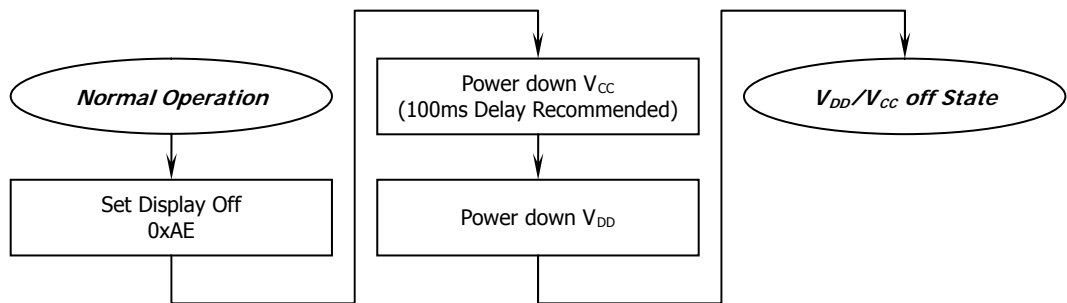 Normal Operation
Set Display Off
0xAE
Power down VCC
(100ms Delay Recommended)
Power down VDD
VDD/VCC off State